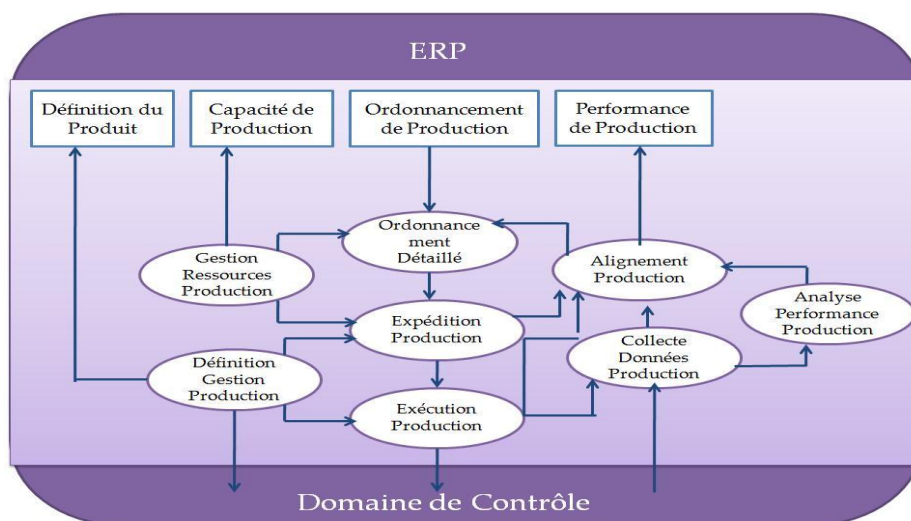 ERP
Définition du
Produit
Capacité de
Production
Ordonnancement
de Production
Performance
de Production
Ordonnance
ment
Détaillé
Gestion
Ressources
Production
Alignement
Production
Analyse
Performance
Production
Expédition
Production
Collecte
Données
Production
Définition
Gestion
Production
Exécution
Production
Domaine de Contrôle